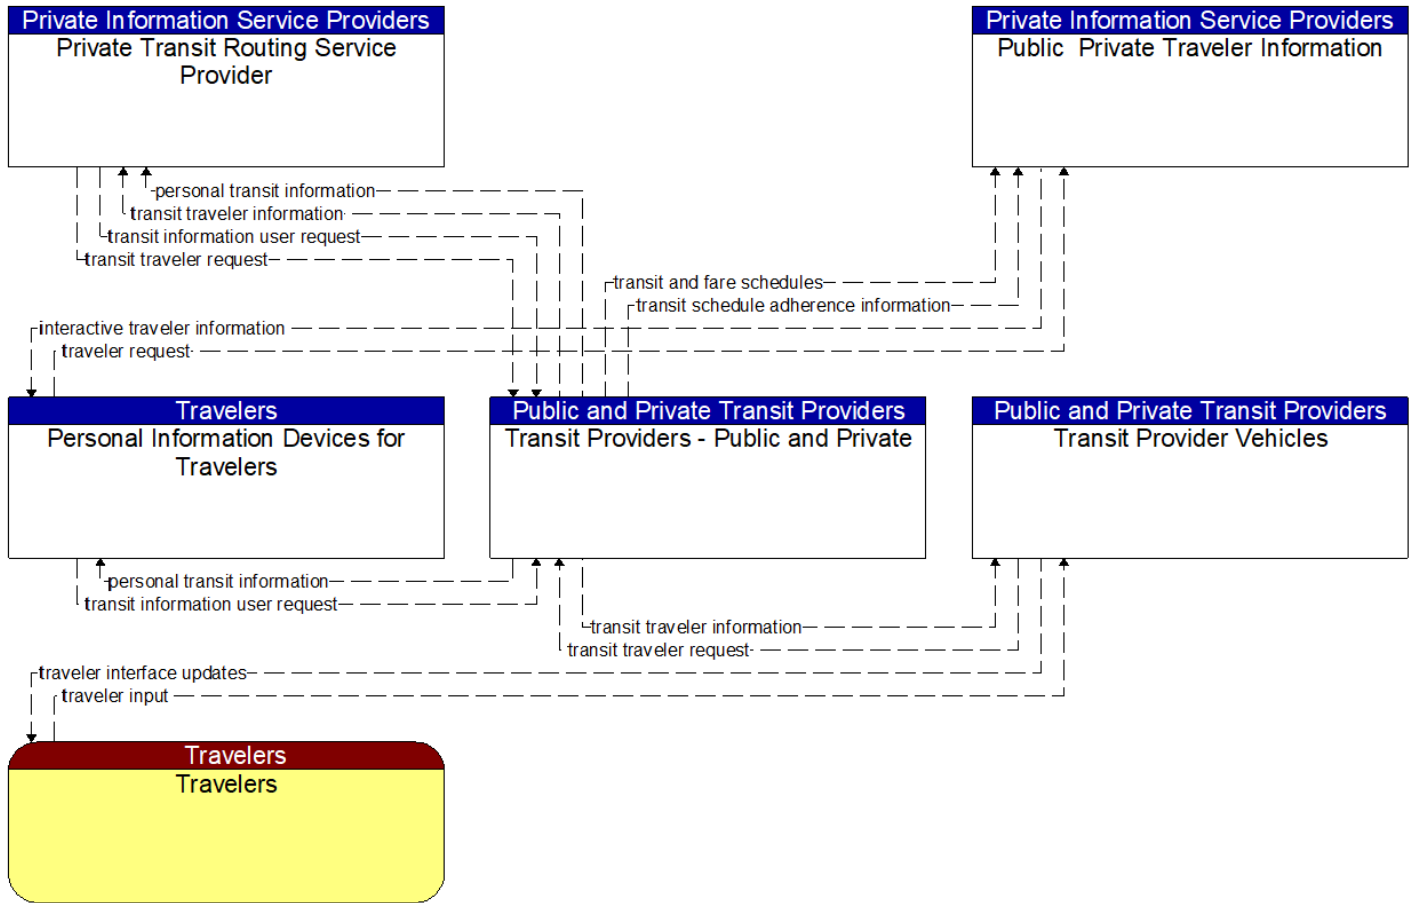 Private Information Service Providers
Private Transit Routing Service
Provider
Private Information Service Providers
Public  Private Traveler Information
personal transit information
transit traveler information
transit information user request
transit traveler request
transit and fare schedules
transit schedule adherence information
interactive traveler information
traveler request
Travelers
Personal Information Devices for
Travelers
Public and Private Transit Providers
Transit Providers - Public and Private
Public and Private Transit Providers
Transit Provider Vehicles
personal transit information
transit information user request
transit traveler information
transit traveler request
traveler interface updates
traveler input
Travelers
Travelers